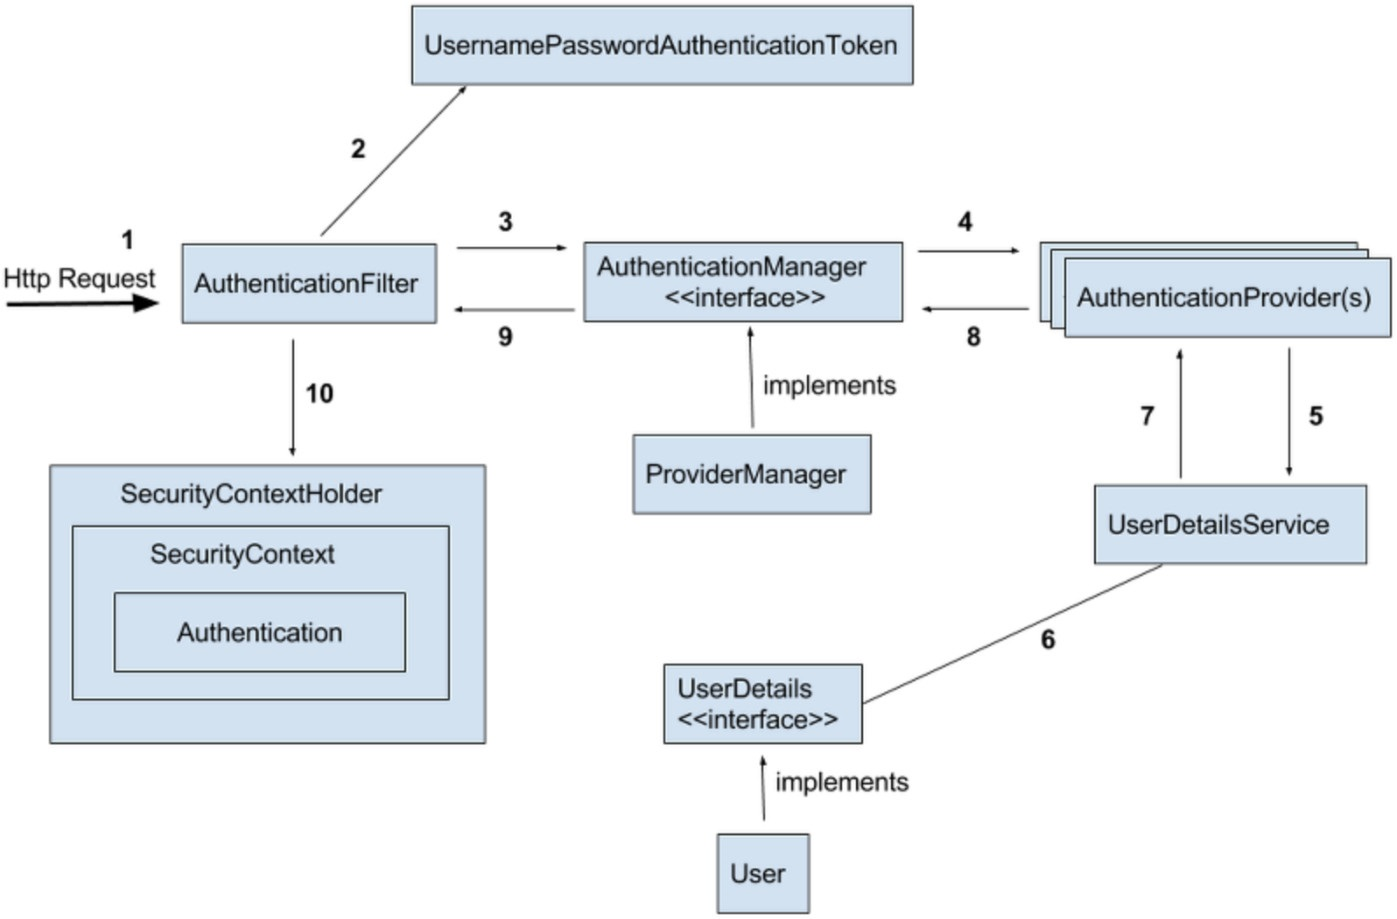 UsernamePasswordAuthenticationToken
2
1
Http Request
AuthenticationFilter
3
9
AuthenticationManager
<<interface>>
4
8
AuthenticationProvider(s)
10
implements
ProviderManager
7
5
SecurityContextHolder
SecurityContext
Authentication
UserDetailsService
6
UserDetails
<<interface>>
implements
User